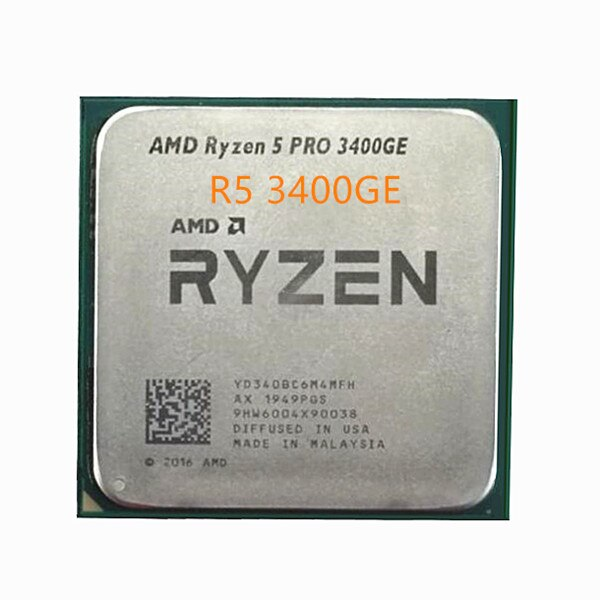 AMD Ryzen 5 PRO 3400GE
R5 3400GE
AMD
RYZEN
YD340BC6M4MFH
AX 1949PGS
9HW6004X90038
DIFFUSED IN USA
MADE IN MALAYSIA
© 2016 AMD